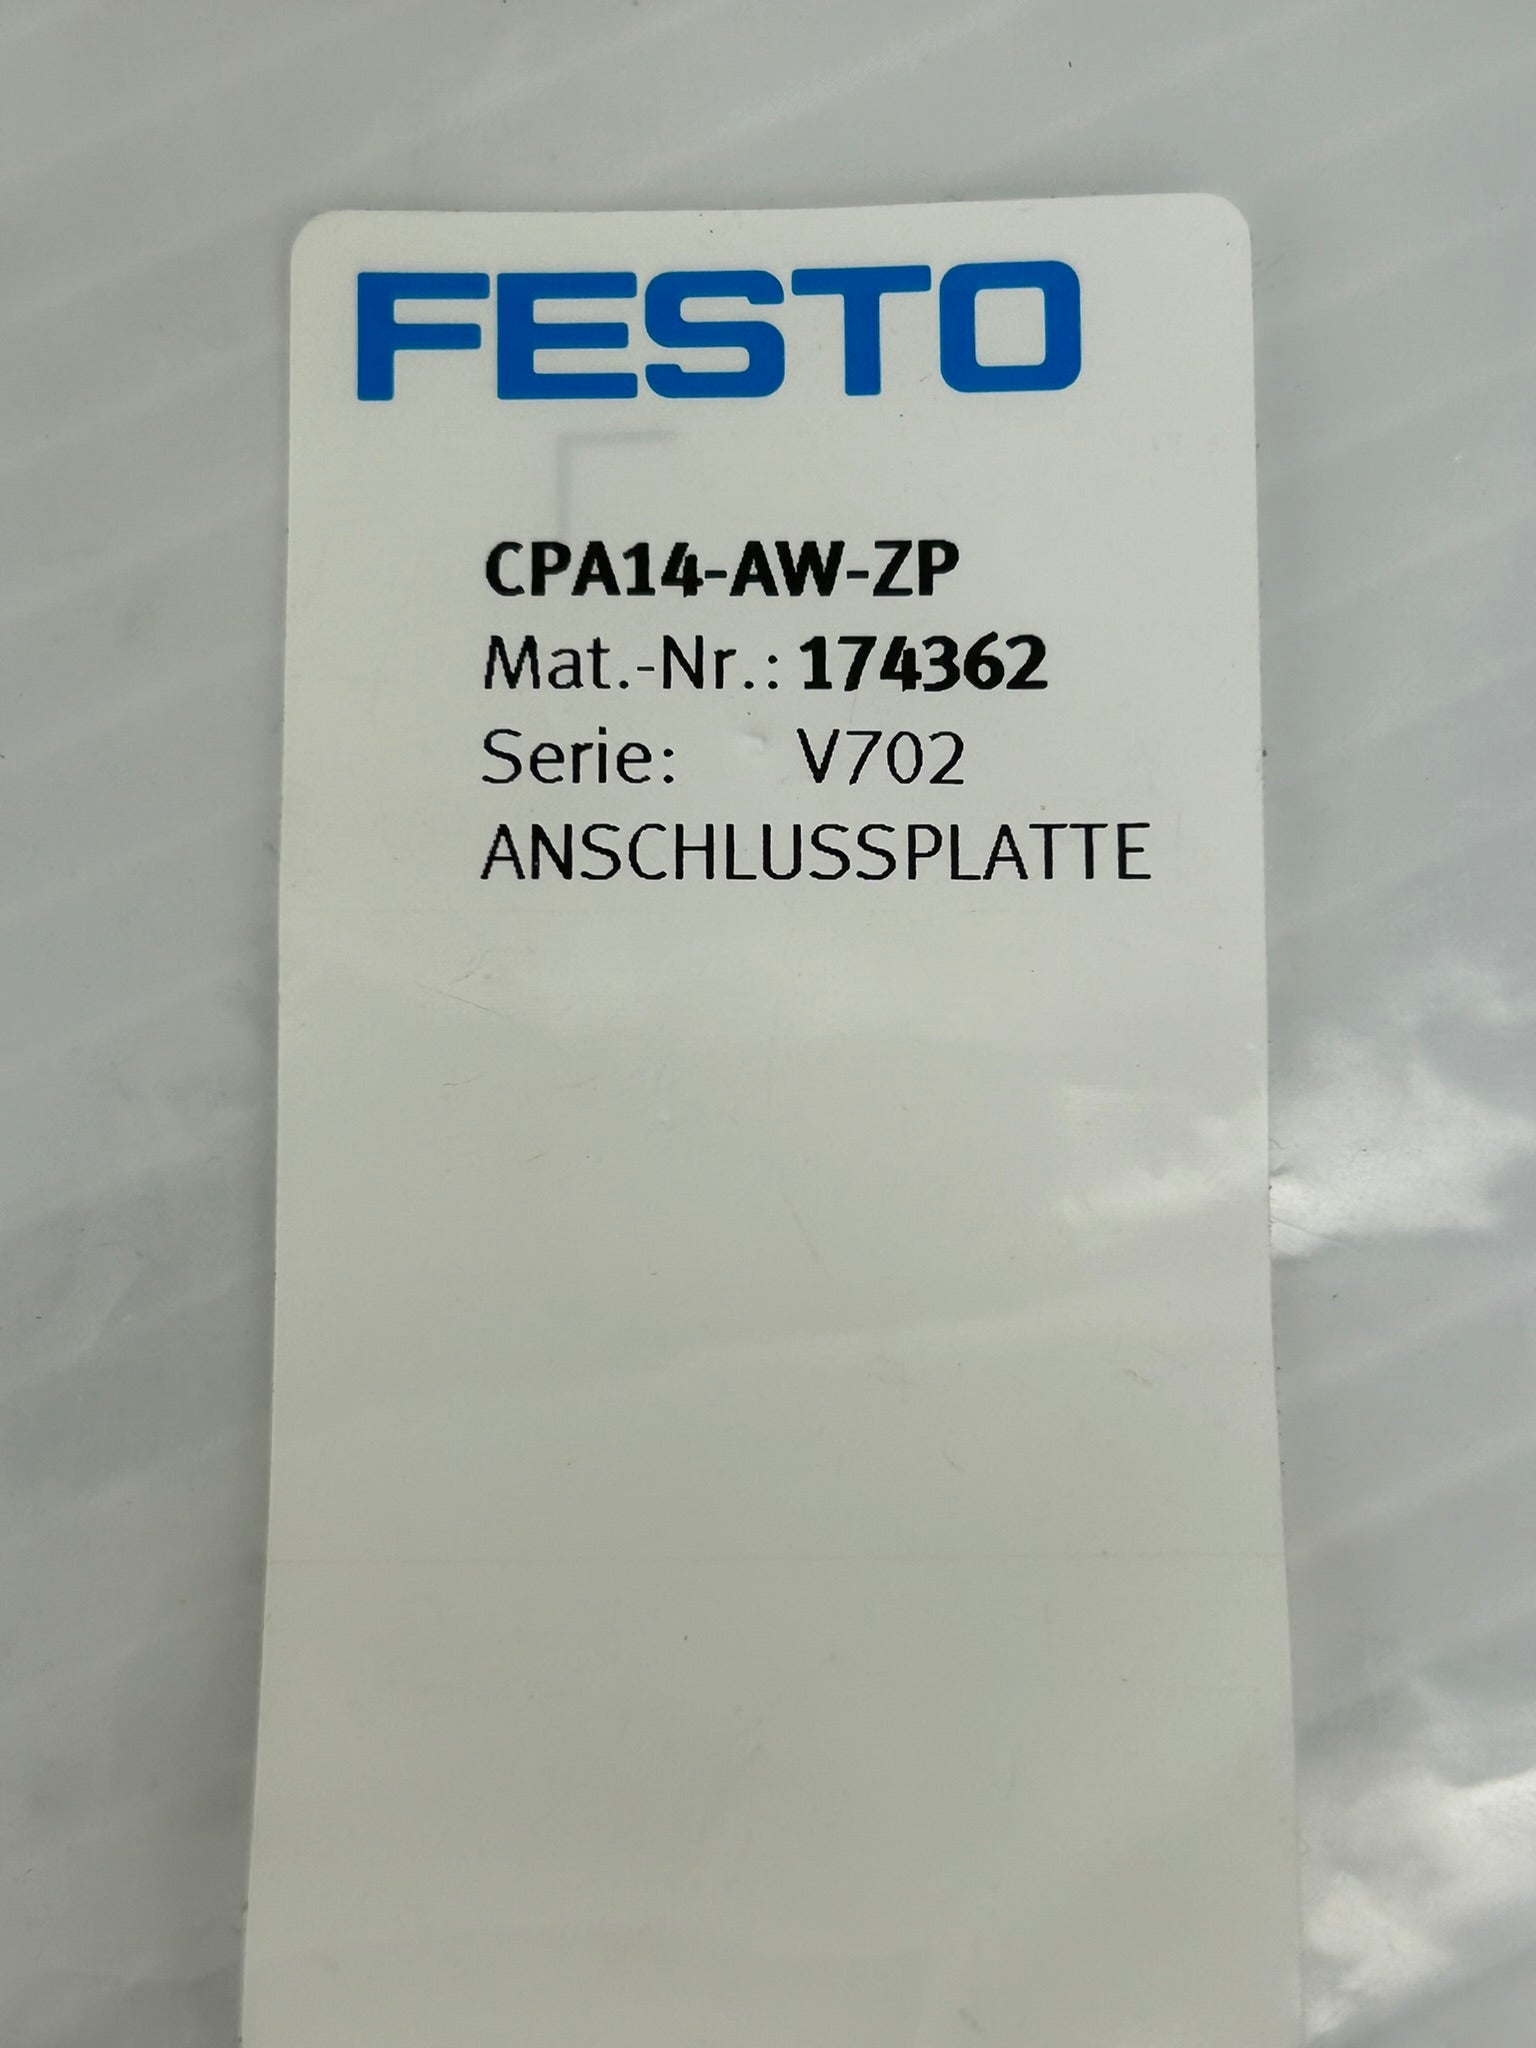 FESTO
CPA14-AW-ZP
Mat.-Nr.: 174362
Serie: V702
ANSCHLUSSPLATTE